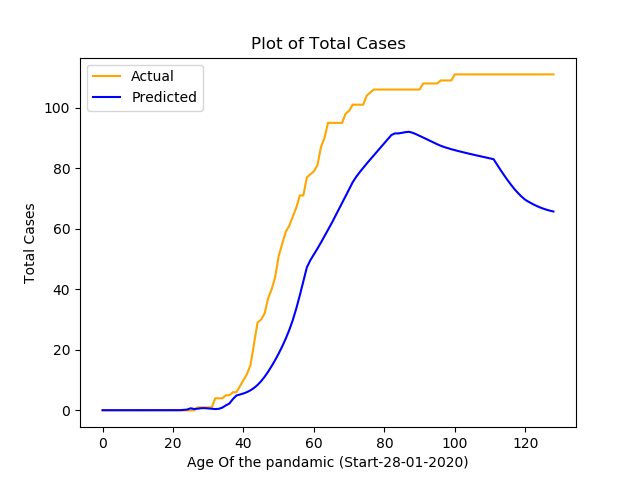 Plot of Total Cases
Actual
Predicted
100
80
60
40
20
0
Total Cases
0 20 40 60 80 100 120
Age Of the pandamic (Start-28-01-2020)